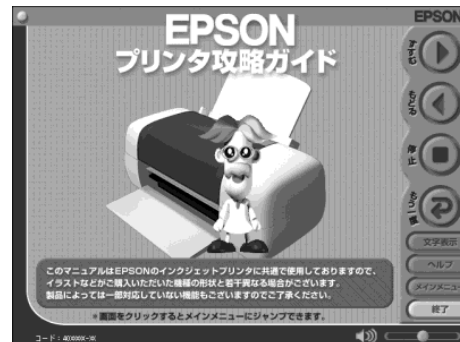 EPSON
プリンタ攻略ガイド
このマニュアルはEPSONのインクジェットプリンタに共通で使用しておりますので、
イラストなどがご購入いただいた機種の形状と若干異なる場合がございます。
製品によっては一部対応していない機能もございますのでご了承ください。
*画面をクリックするとメインメニューにジャンプできます。
EPSON
すすむ
もどる
停止
もう一度
文字表示
ヘルプ
メインメニュー
終了